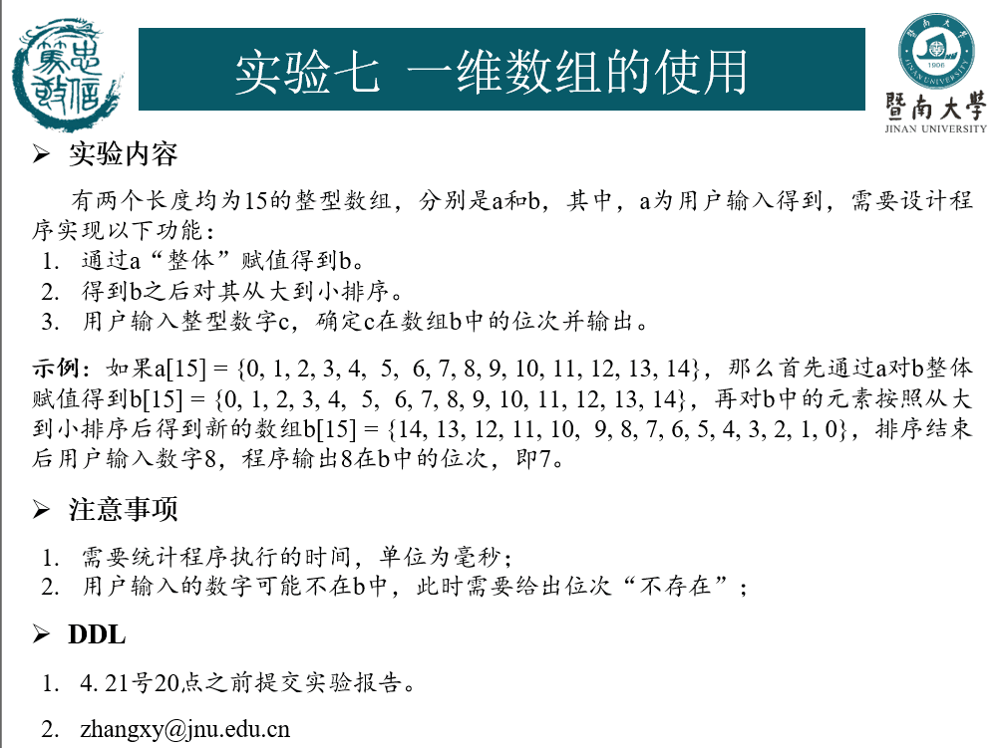 忠信
笃敬
实验七 一维数组的使用
暨南大学
JINAN UNIVERSITY
1906
暨南大學
JINAN UNIVERSITY
➢ 实验内容
有两个长度均为15的整型数组，分别是a和b，其中，a为用户输入得到，需要设计程
序实现以下功能：
1. 通过a“整体”赋值得到b。
2. 得到b之后对其从大到小排序。
3. 用户输入整型数字c，确定c在数组b中的位次并输出。
示例：如果a[15] = {0, 1, 2, 3, 4, 5, 6, 7, 8, 9, 10, 11, 12, 13, 14}，那么首先通过a对b整体
赋值得到b[15] = {0, 1, 2, 3, 4, 5, 6, 7, 8, 9, 10, 11, 12, 13, 14}，再对b中的元素按照从大
到小排序后得到新的数组b[15] = {14, 13, 12, 11, 10, 9, 8, 7, 6, 5, 4, 3, 2, 1, 0}，排序结束
后用户输入数字8，程序输出8在b中的位次，即7。
➢ 注意事项
1. 需要统计程序执行的时间，单位为毫秒；
2. 用户输入的数字可能不在b中，此时需要给出位次“不存在”；
➢ DDL
1. 4. 21号20点之前提交实验报告。
2. zhangxy@jnu.edu.cn